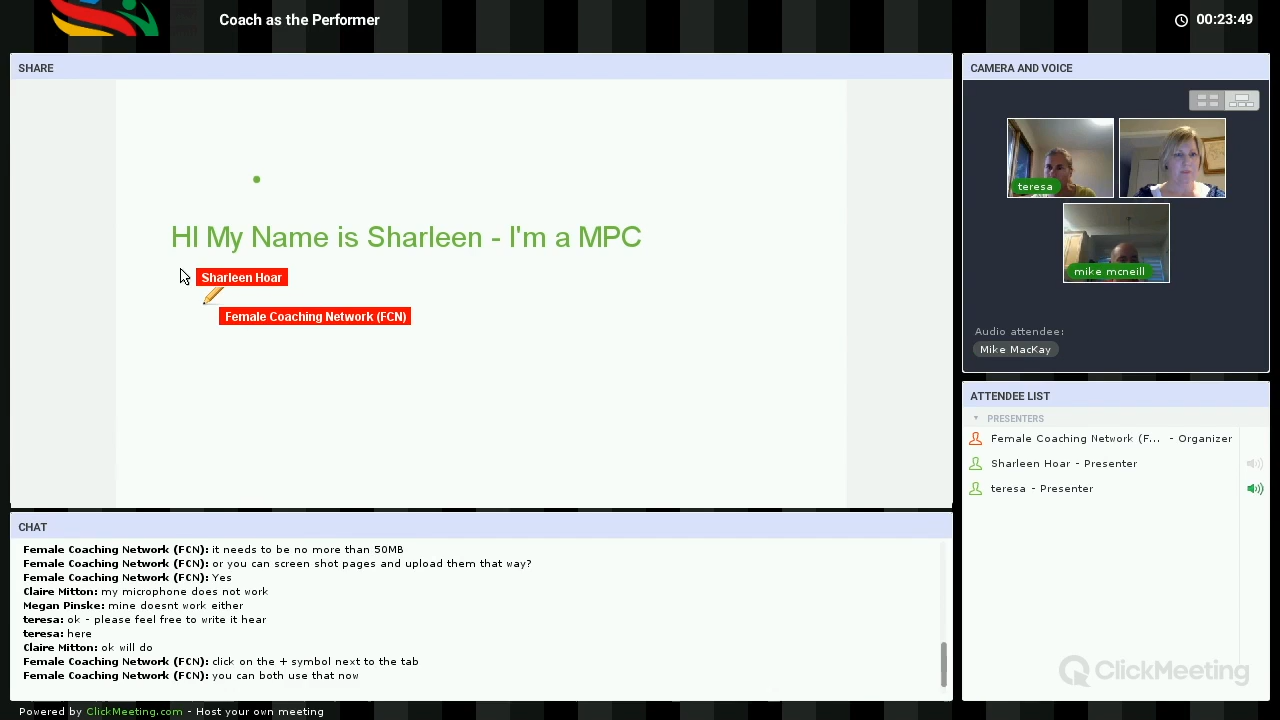 Coach as the Performer
00:23:49
SHARE
HI My Name is Sharleen - I'm a MPC
Sharleen Hoar
Female Coaching Network (FCN)
CAMERA AND VOICE
teresa
mike mcneill
Audio attendee:
Mike MacKay
ATTENDEE LIST
PRESENTERS
Female Coaching Network (F... - Organizer
Sharleen Hoar - Presenter
teresa - Presenter
ClickMeeting
CHAT
Female Coaching Network (FCN): it needs to be no more than 50MB
Female Coaching Network (FCN): or you can screen shot pages and upload them that way?
Female Coaching Network (FCN): Yes
Claire Mitton: my microphone does not work
Megan Pinske: mine doesnt work either
teresa: ok - please feel free to write it hear
teresa: here
Claire Mitton: ok will do
Female Coaching Network (FCN): click on the + symbol next to the tab
Female Coaching Network (FCN): you can both use that now
Powered by ClickMeeting.com - Host your own meeting